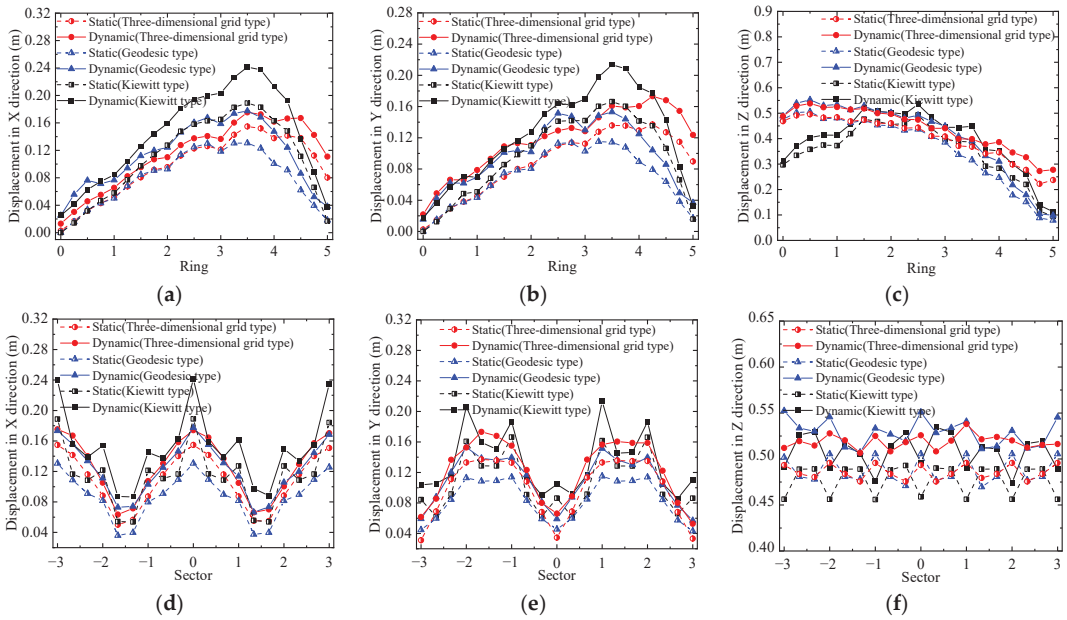 Displacement in X direction (m)
0.32
0.28
0.24
0.20
0.16
0.12
0.08
0.04
0.00
Static(Three-dimensional grid type)
Dynamic(Three-dimensional grid type)
Static(Geodesic type)
Dynamic(Geodesic type)
Static(Kiewitt type)
Dynamic(Kiewitt type)
0 1 2 3 4 5
Ring
(a)
Displacement in Y direction (m)
0.32
0.28
0.24
0.20
0.16
0.12
0.08
0.04
0.00
Static(Three-dimensional grid type)
Dynamic(Three-dimensional grid type)
Static(Geodesic type)
Dynamic(Geodesic type)
Static(Kiewitt type)
Dynamic(Kiewitt type)
0 1 2 3 4 5
Ring
(b)
Displacement in Z direction (m)
0.9
0.8
0.7
0.6
0.5
0.4
0.3
0.2
0.1
0.0
Static(Three-dimensional grid type)
Dynamic(Three-dimensional grid type)
Static(Geodesic type)
Dynamic(Geodesic type)
Static(Kiewitt type)
Dynamic(Kiewitt type)
0 1 2 3 4 5
Ring
(c)
Displacement in X direction (m)
0.32
0.28
0.24
0.20
0.16
0.12
0.08
0.04
Static(Three-dimensional grid type)
Dynamic(Three-dimensional grid type)
Static(Geodesic type)
Dynamic(Geodesic type)
Static(Kiewitt type)
Dynamic(Kiewitt type)
−3 −2 −1 0 1 2 3
Sector
(d)
Displacement in Y direction (m)
0.32
0.28
0.24
0.20
0.16
0.12
0.08
0.04
Static(Three-dimensional grid type)
Dynamic(Three-dimensional grid type)
Static(Geodesic type)
Dynamic(Geodesic type)
Static(Kiewitt type)
Dynamic(Kiewitt type)
−3 −2 −1 0 1 2 3
Sector
(e)
Displacement in Z direction (m)
0.65
0.60
0.55
0.50
0.45
0.40
Static(Three-dimensional grid type)
Dynamic(Three-dimensional grid type)
Static(Geodesic type)
Dynamic(Geodesic type)
Static(Kiewitt type)
Dynamic(Kiewitt type)
−3 −2 −1 0 1 2 3
Sector
(f)